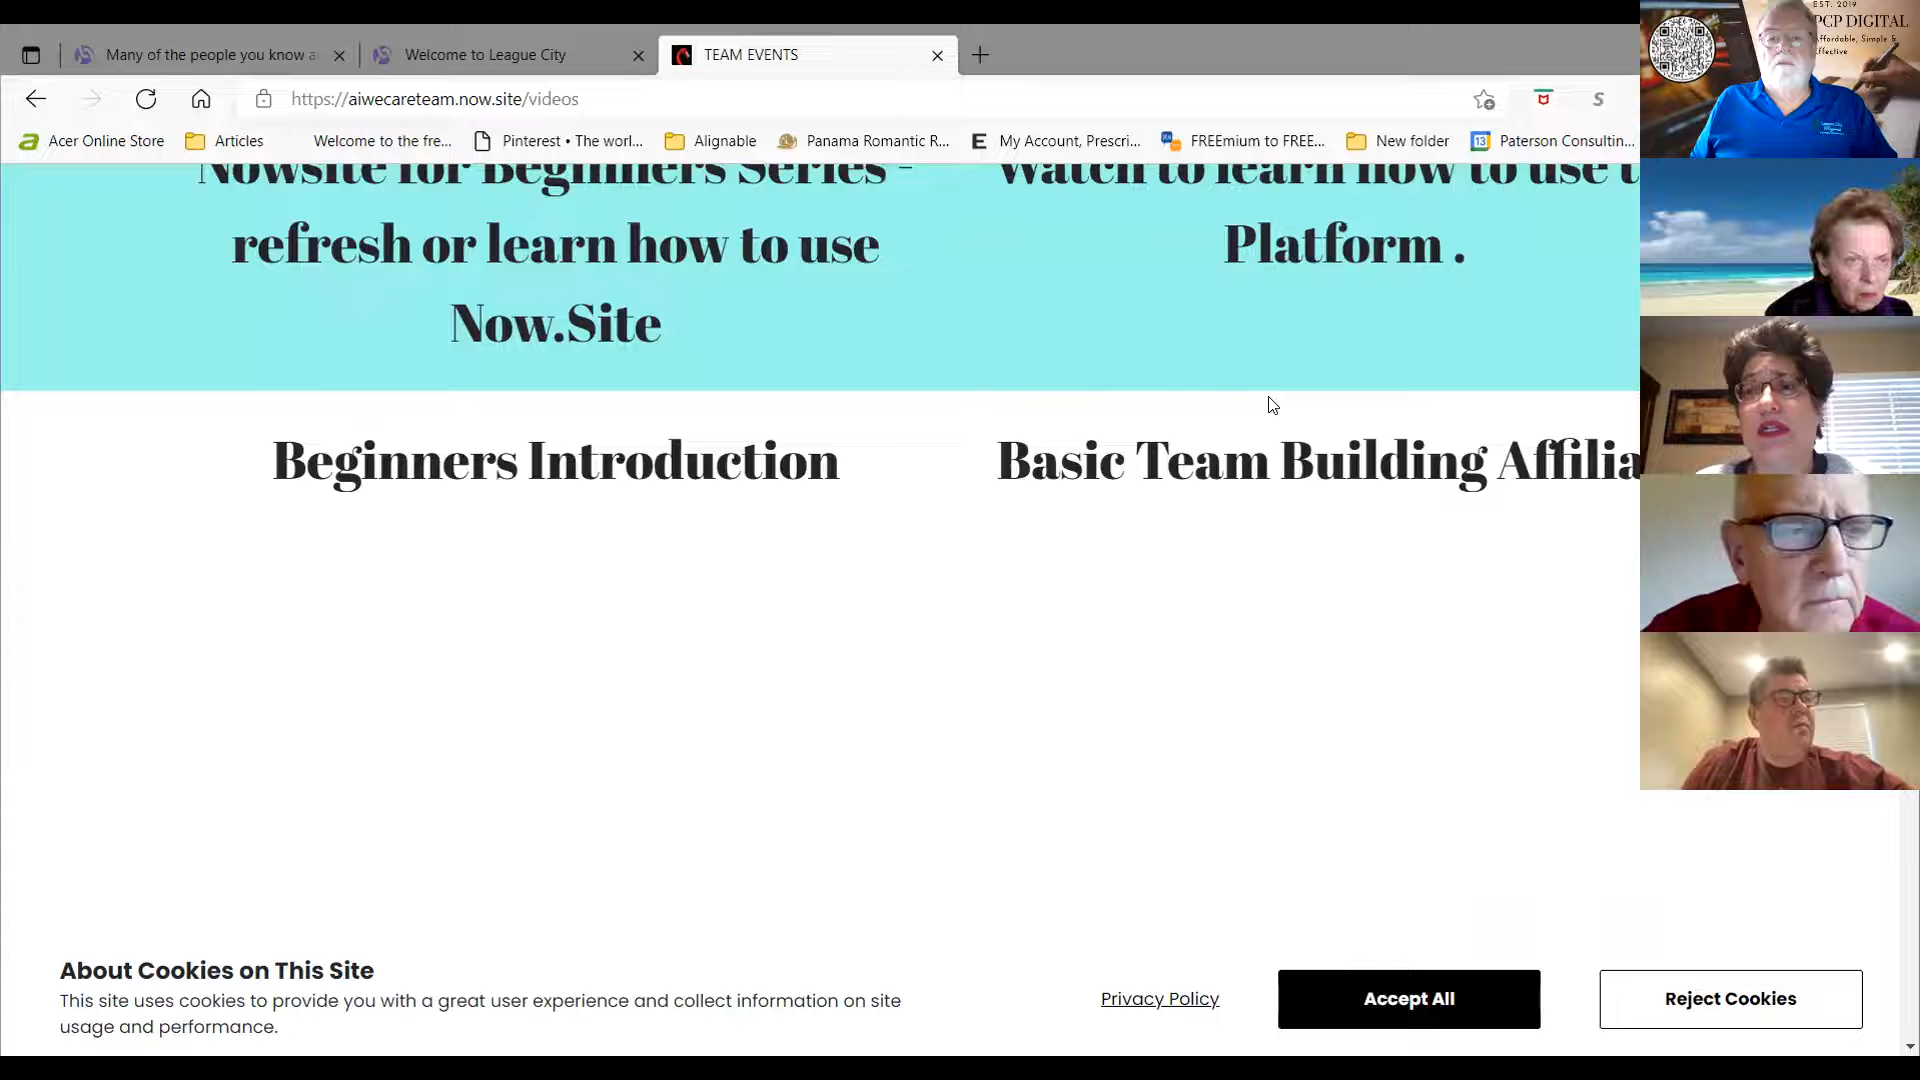 Many of the people you know a
Welcome to League City
TEAM EVENTS
https://aiwecareteam.now.site/videos
Acer Online Store
Articles
Welcome to the fre...
Pinterest • The worl...
Alignable
Panama Romantic R...
My Account, Prescri...
FREEmium to FREE...
New folder
13
Paterson Consultin...
Nowsite for Beginners Series -
refresh or learn how to use
Now.Site
Watch to learn how to use t
Platform .
Beginners Introduction
Basic Team Building Affilia
About Cookies on This Site
This site uses cookies to provide you with a great user experience and collect information on site
usage and performance.
Privacy Policy
Accept All
Reject Cookies
EST. 2019
PCP DIGITAL
Affordable, Simple &
Effective